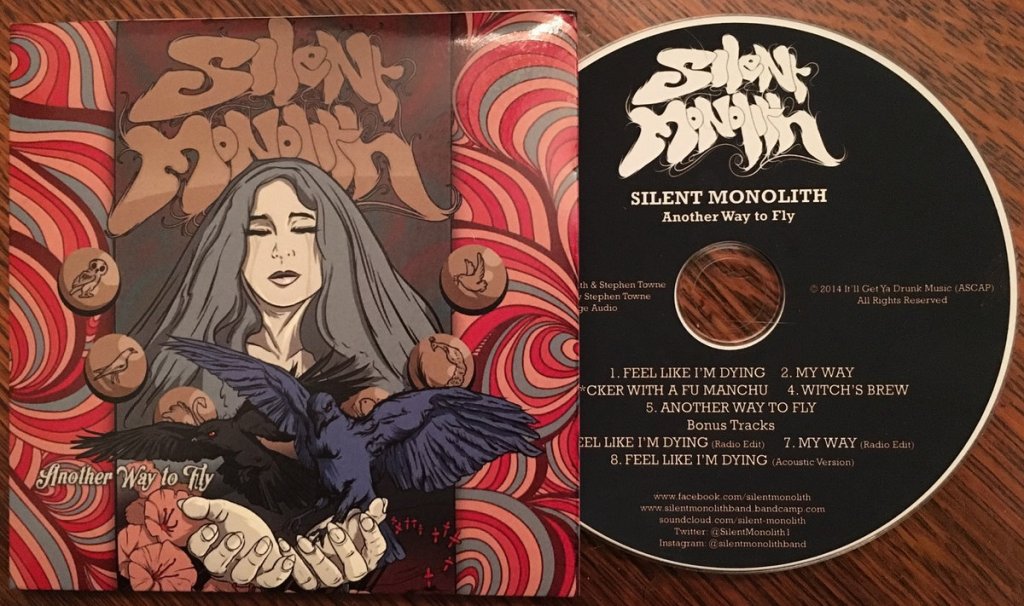 Silent
Monolith
Another Way to Fly
Silent
Monolith
SILENT MONOLITH
Another Way to Fly
th & Stephen Towne
y Stephen Towne
ge Audio
© 2014 It'll Get Ya Drunk Music (ASCAP)
All Rights Reserved
1. FEEL LIKE I'M DYING 2. MY WAY
*CKER WITH A FU MANCHU 4. WITCH'S BREW
5. ANOTHER WAY TO FLY
Bonus Tracks
EEL LIKE I'M DYING (Radio Edit) 7. MY WAY (Radio Edit)
8. FEEL LIKE I'M DYING (Acoustic Version)
www.facebook.com/silentmonolith
www.silentmonolithband.bandcamp.com
soundcloud.com/silent-monolith
Twitter: @SilentMonolith1
Instagram: @silentmonolithband